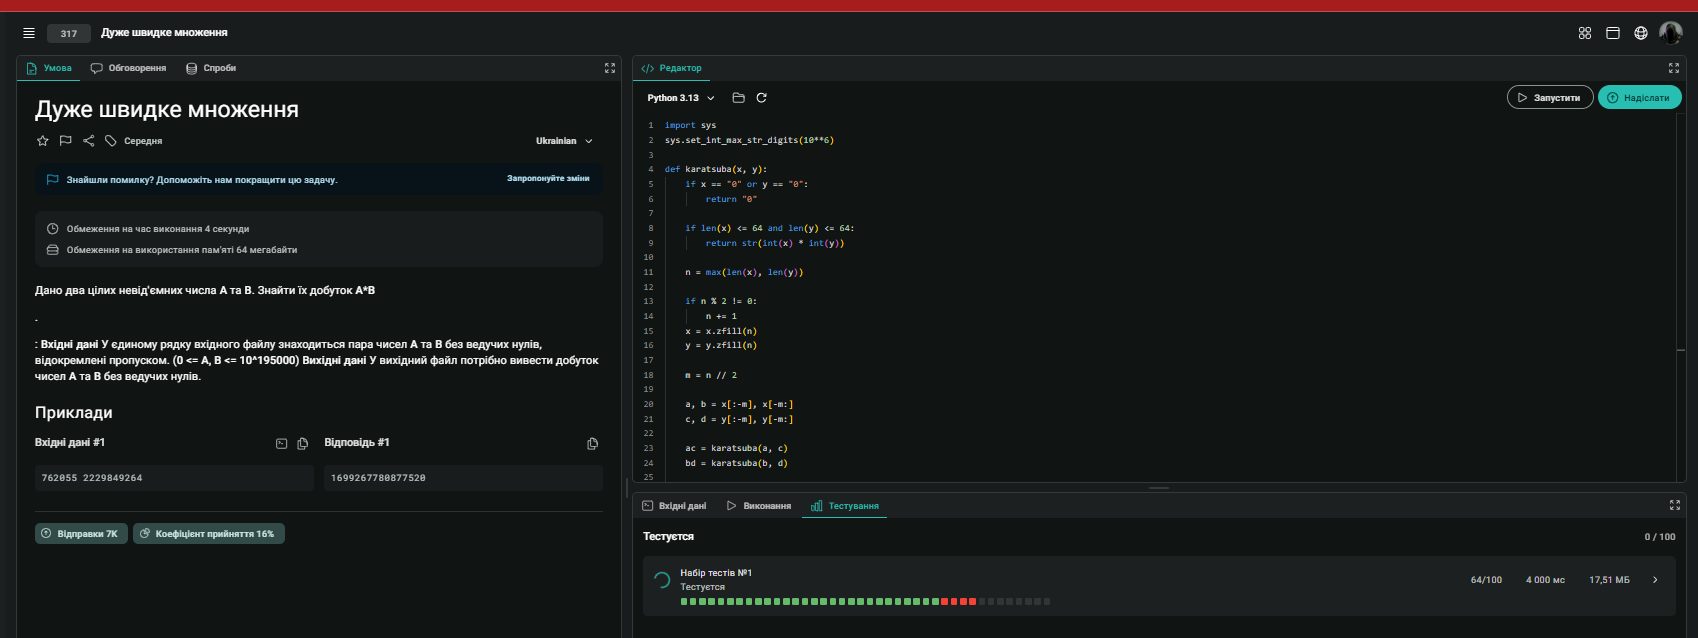 317 Дуже швидке множення
Умова Обговорення Спроби
Дуже швидке множення
Середня
Ukrainian
Знайшли помилку? Допоможіть нам покращити цю задачу.
Запропонуйте зміни
Обмеження на час виконання 4 секунди
Обмеження на використання пам'яті 64 мегабайти
Дано два цілих невід'ємних числа A та B. Знайти їх добуток A*B
.
: Вхідні дані У єдиному рядку вхідного файлу знаходиться пара чисел A та B без ведучих нулів,
відокремлені пропуском. (0 <= A, B <= 10^195000) Вихідні дані У вихідний файл потрібно вивести добуток
чисел A та B без ведучих нулів.
Приклади
Вхідні дані #1
Відповідь #1
762055 2229849264
1699267780877520
Відправки 7K
Коефіцієнт прийняття 16%
</> Редактор
Python 3.13
Запустити
Надіслати
1 import sys
2 sys.set_int_max_str_digits(10**6)
3
4 def karatsuba(x, y):
5 if x == "0" or y == "0":
6 return "0"
7
8 if len(x) <= 64 and len(y) <= 64:
9 return str(int(x) * int(y))
10
11 n = max(len(x), len(y))
12
13 if n % 2 != 0:
14 n += 1
15 x = x.zfill(n)
16 y = y.zfill(n)
17
18 m = n // 2
19
20 a, b = x[:-m], x[-m:]
21 c, d = y[:-m], y[-m:]
22
23 ac = karatsuba(a, c)
24 bd = karatsuba(b, d)
25
Вхідні дані Виконання Тестування
Тестуєтся
0 / 100
Набір тестів №1
Тестуєтся
64/100 4 000 мс 17,51 МБ